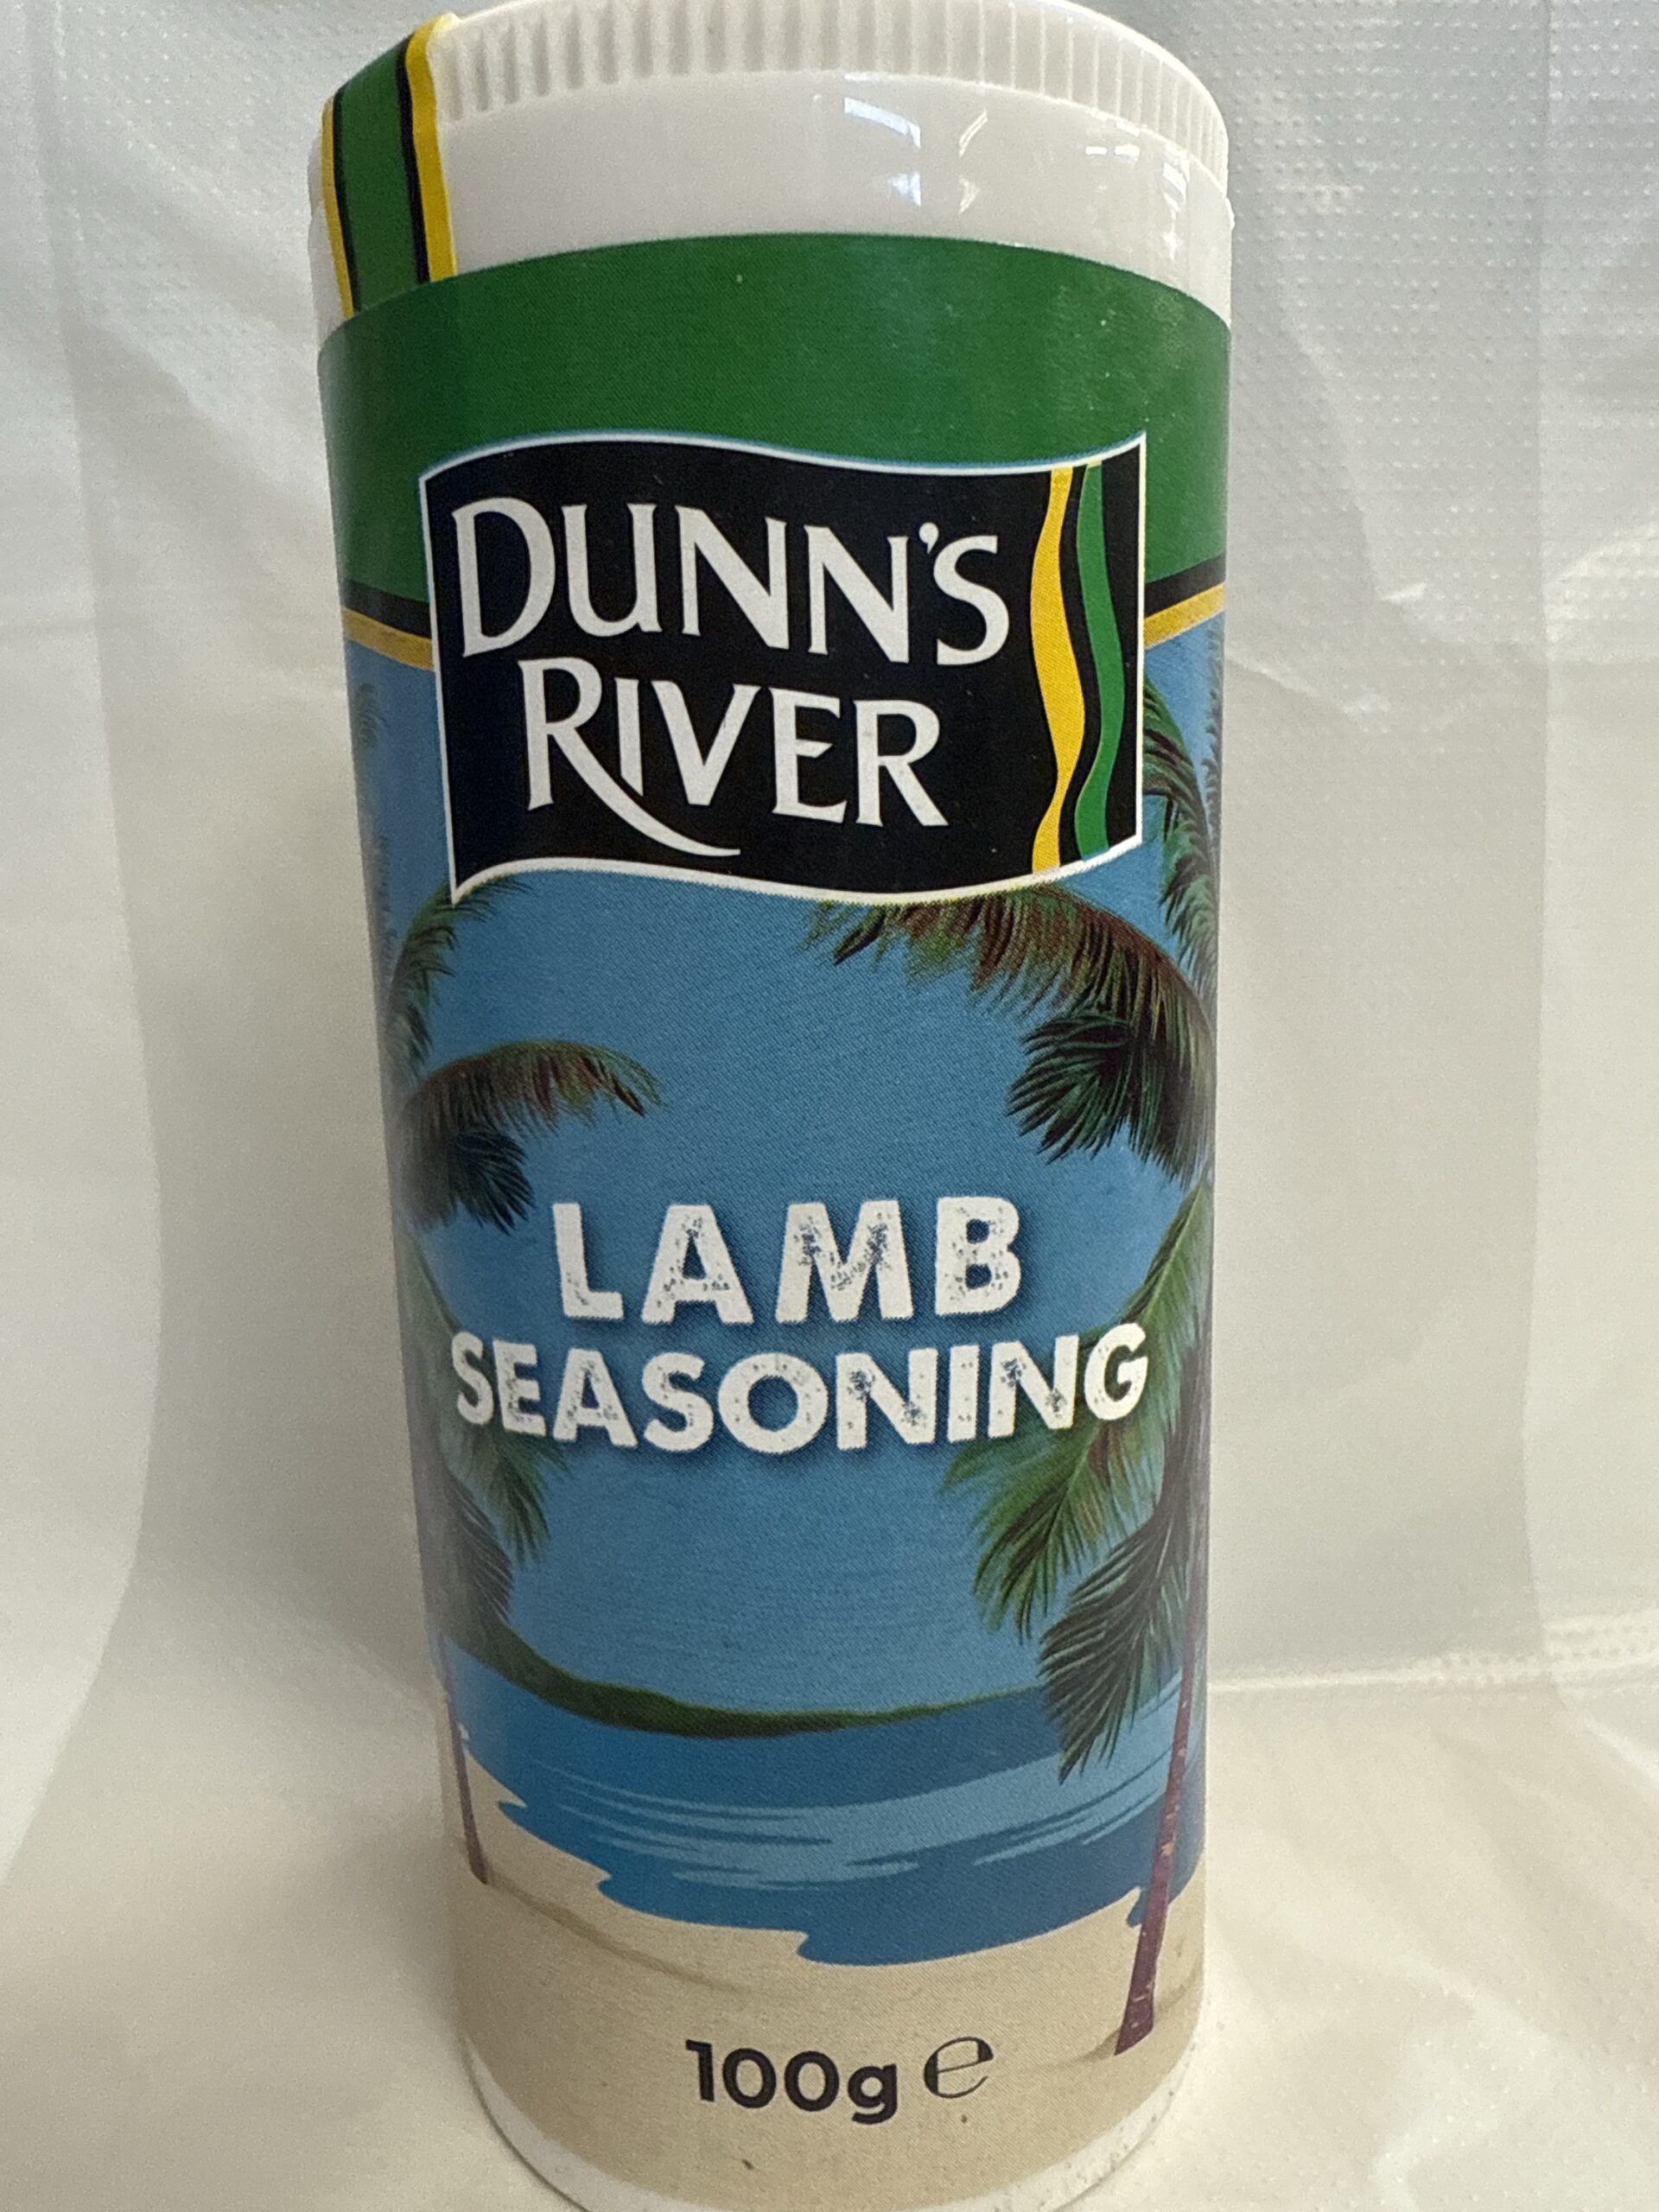 DUNN'S
RIVER
LAMB
SEASONING
100g ℮